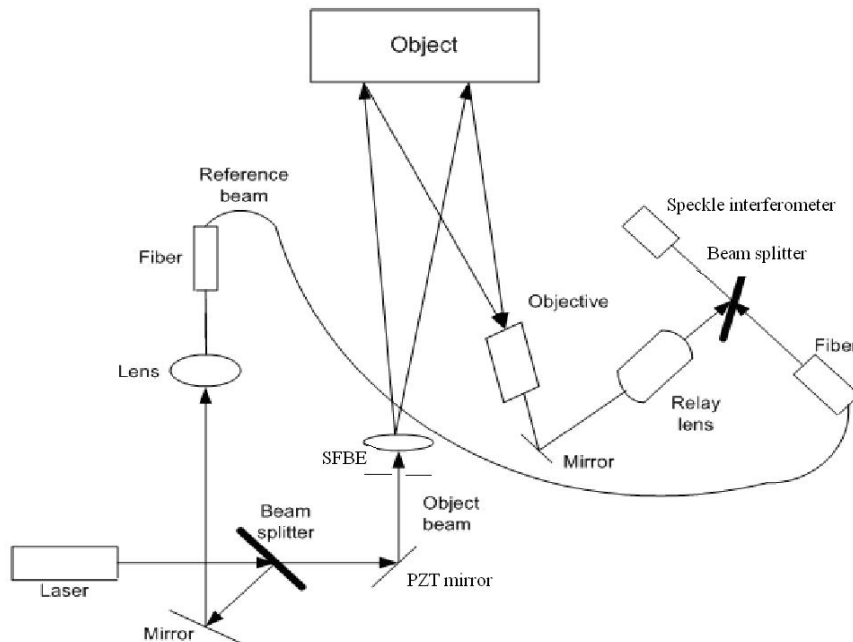 Object
Reference
beam
Speckle interferometer
Fiber
Beam splitter
Objective
Lens
Fiber
Relay
lens
SFBE
Mirror
Object
beam
Beam
splitter
PZT mirror
Laser
Mirror